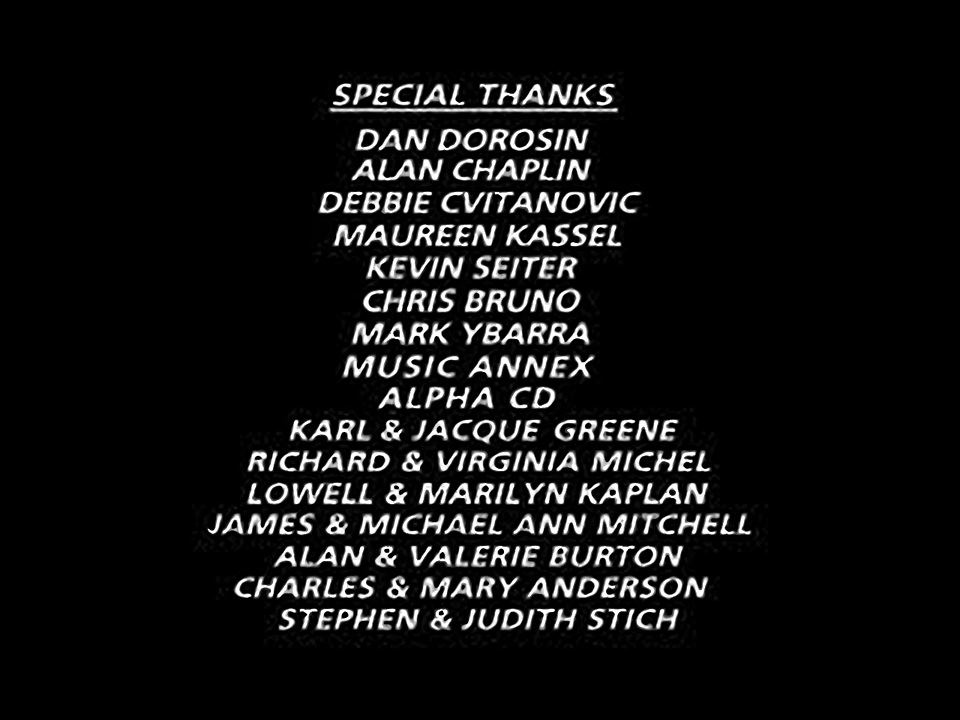 SPECIAL THANKS
DAN DOROSIN
ALAN CHAPLIN
DEBBIE CVITANOVIC
MAUREEN KASSEL
KEVIN SEITER
CHRIS BRUNO
MARK YBARRA
MUSIC ANNEX
ALPHA CD
KARL & JACQUE GREENE
RICHARD & VIRGINIA MICHEL
LOWELL & MARILYN KAPLAN
JAMES & MICHAEL ANN MITCHELL
ALAN & VALERIE BURTON
CHARLES & MARY ANDERSON
STEPHEN & JUDITH STICH